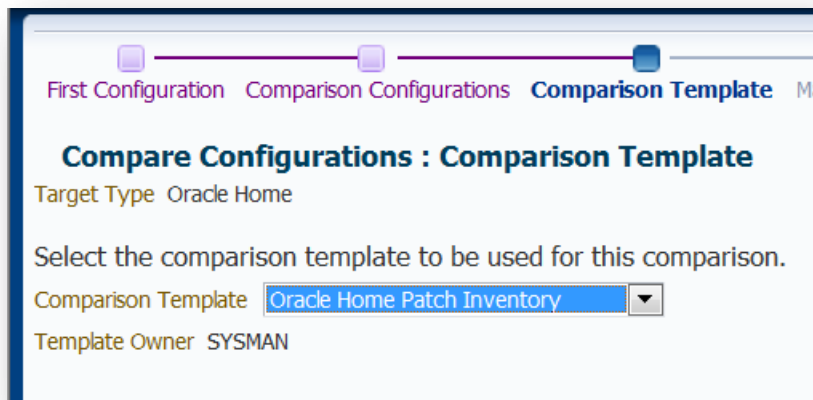 First Configuration Comparison Configurations Comparison Template
Compare Configurations : Comparison Template
Target Type Oracle Home
Select the comparison template to be used for this comparison.
Comparison Template Oracle Home Patch Inventory
Template Owner SYSMAN